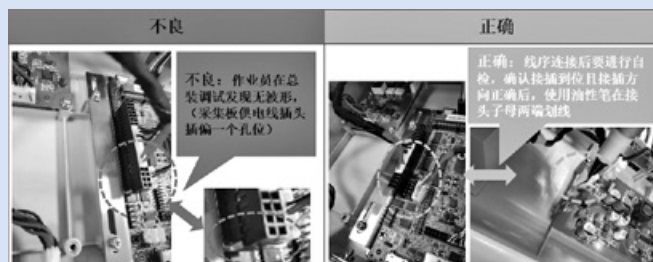 不良
正确
不良：作业员在总
装调试发现无波形，
（采集板供电线插头
插偏一个孔位）
正确：线序连接后要进行自
检，确认接插到位且接插方
向正确后，使用油性笔在接
头子母两端划线